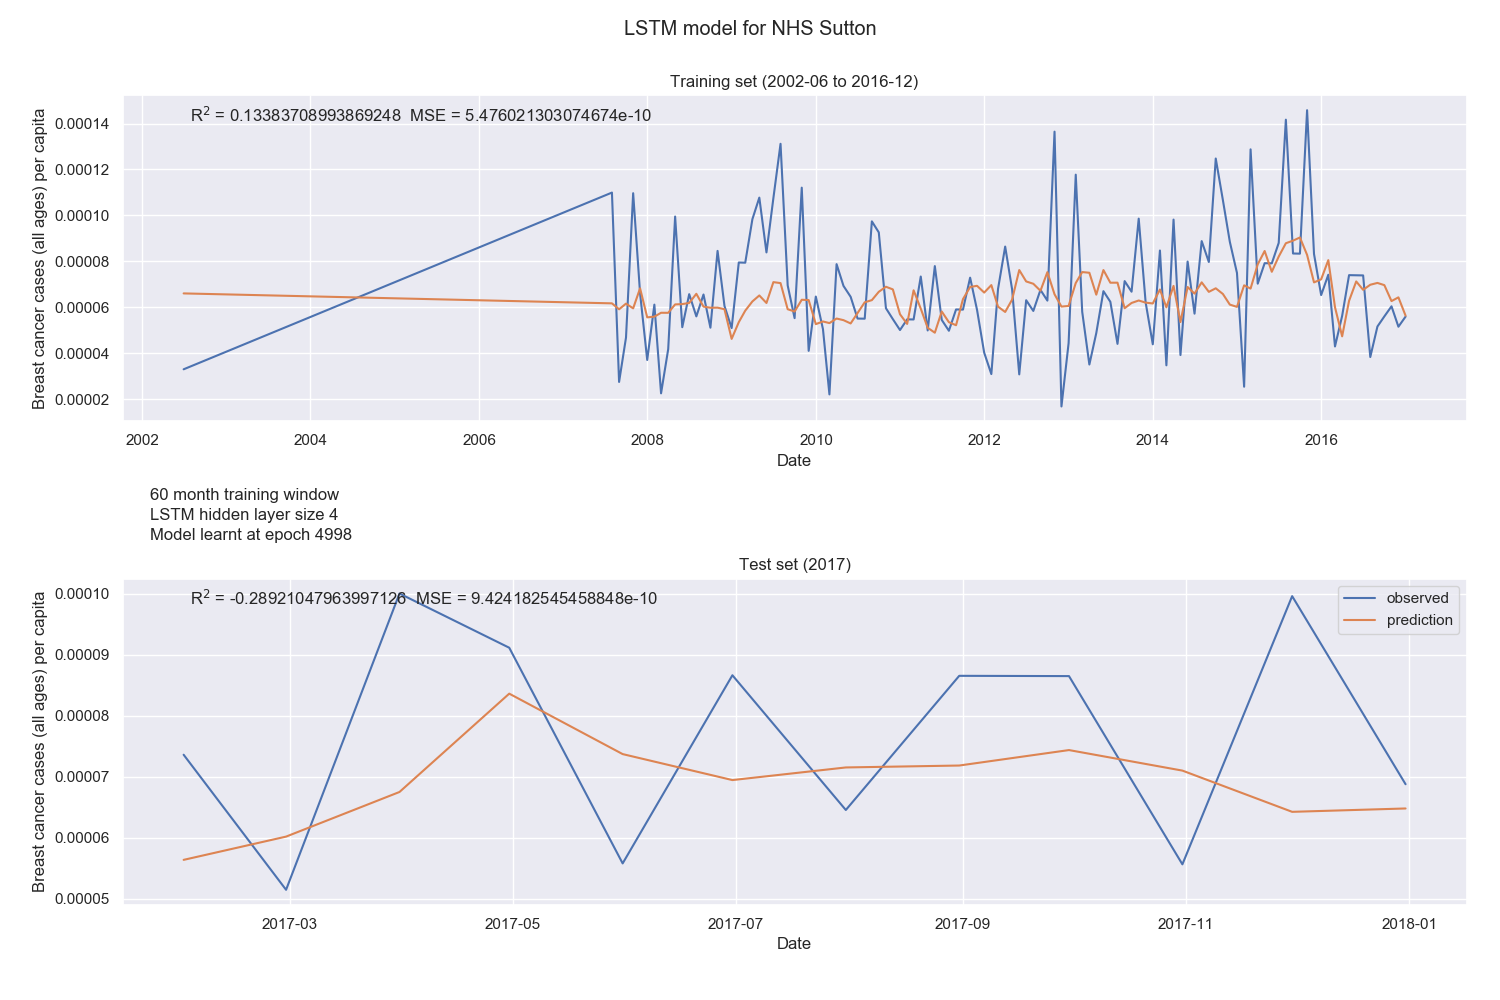 LSTM model for NHS Sutton
Training set (2002-06 to 2016-12)
R² = 0.13383708993869248 MSE = 5.476021303074674e-10
Breast cancer cases (all ages) per capita
0.00014
0.00012
0.00010
0.00008
0.00006
0.00004
0.00002
2002 2004 2006 2008 2010 2012 2014 2016
Date
60 month training window
LSTM hidden layer size 4
Model learnt at epoch 4998
Test set (2017)
R² = -0.28921047963997126 MSE = 9.424182545458848e-10
observed
prediction
Breast cancer cases (all ages) per capita
0.00010
0.00009
0.00008
0.00007
0.00006
0.00005
2017-03 2017-05 2017-07 2017-09 2017-11 2018-01
Date